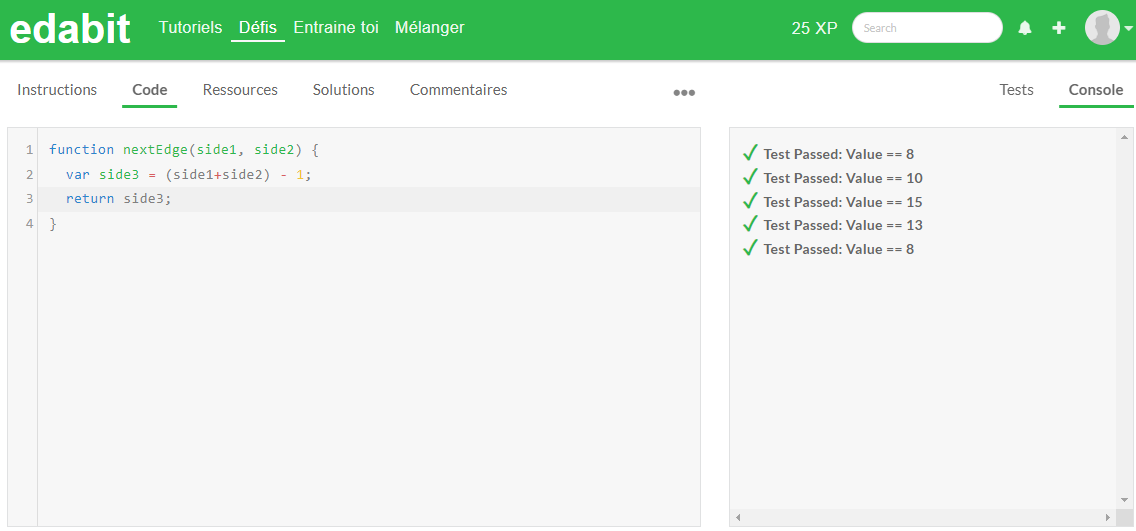 edabit
Tutoriels Défis Entraine toi Mélanger
25 XP
Search
Instructions Code Ressources Solutions Commentaires
Tests Console
1 function nextEdge(side1, side2) {
2 var side3 = (side1+side2) - 1;
3 return side3;
4 }
Test Passed: Value == 8
Test Passed: Value == 10
Test Passed: Value == 15
Test Passed: Value == 13
Test Passed: Value == 8